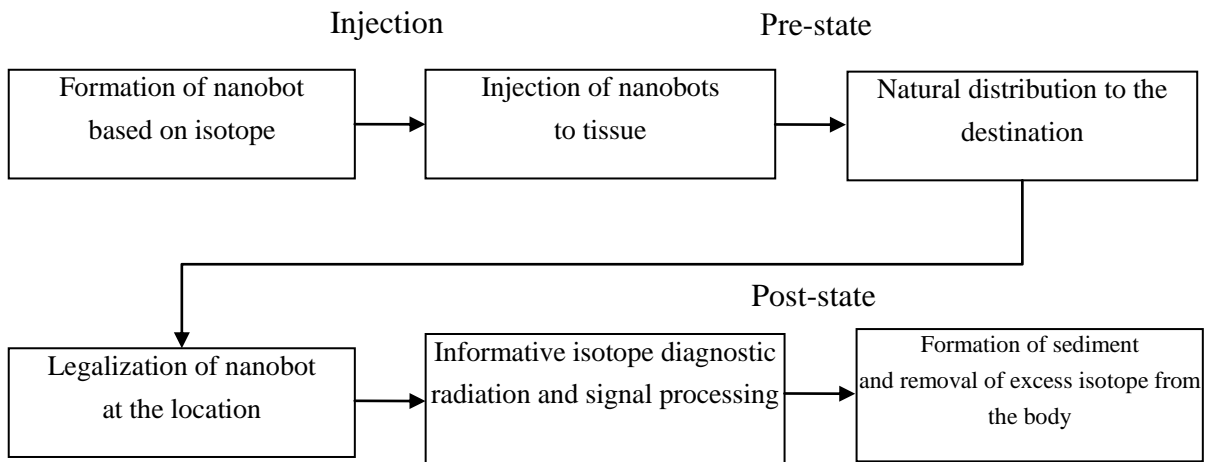 Injection
Pre-state
Formation of nanobot
based on isotope
Injection of nanobots
to tissue
Natural distribution to the
destination
Post-state
Legalization of nanobot
at the location
Informative isotope diagnostic
radiation and signal processing
Formation of sediment
and removal of excess isotope from
the body